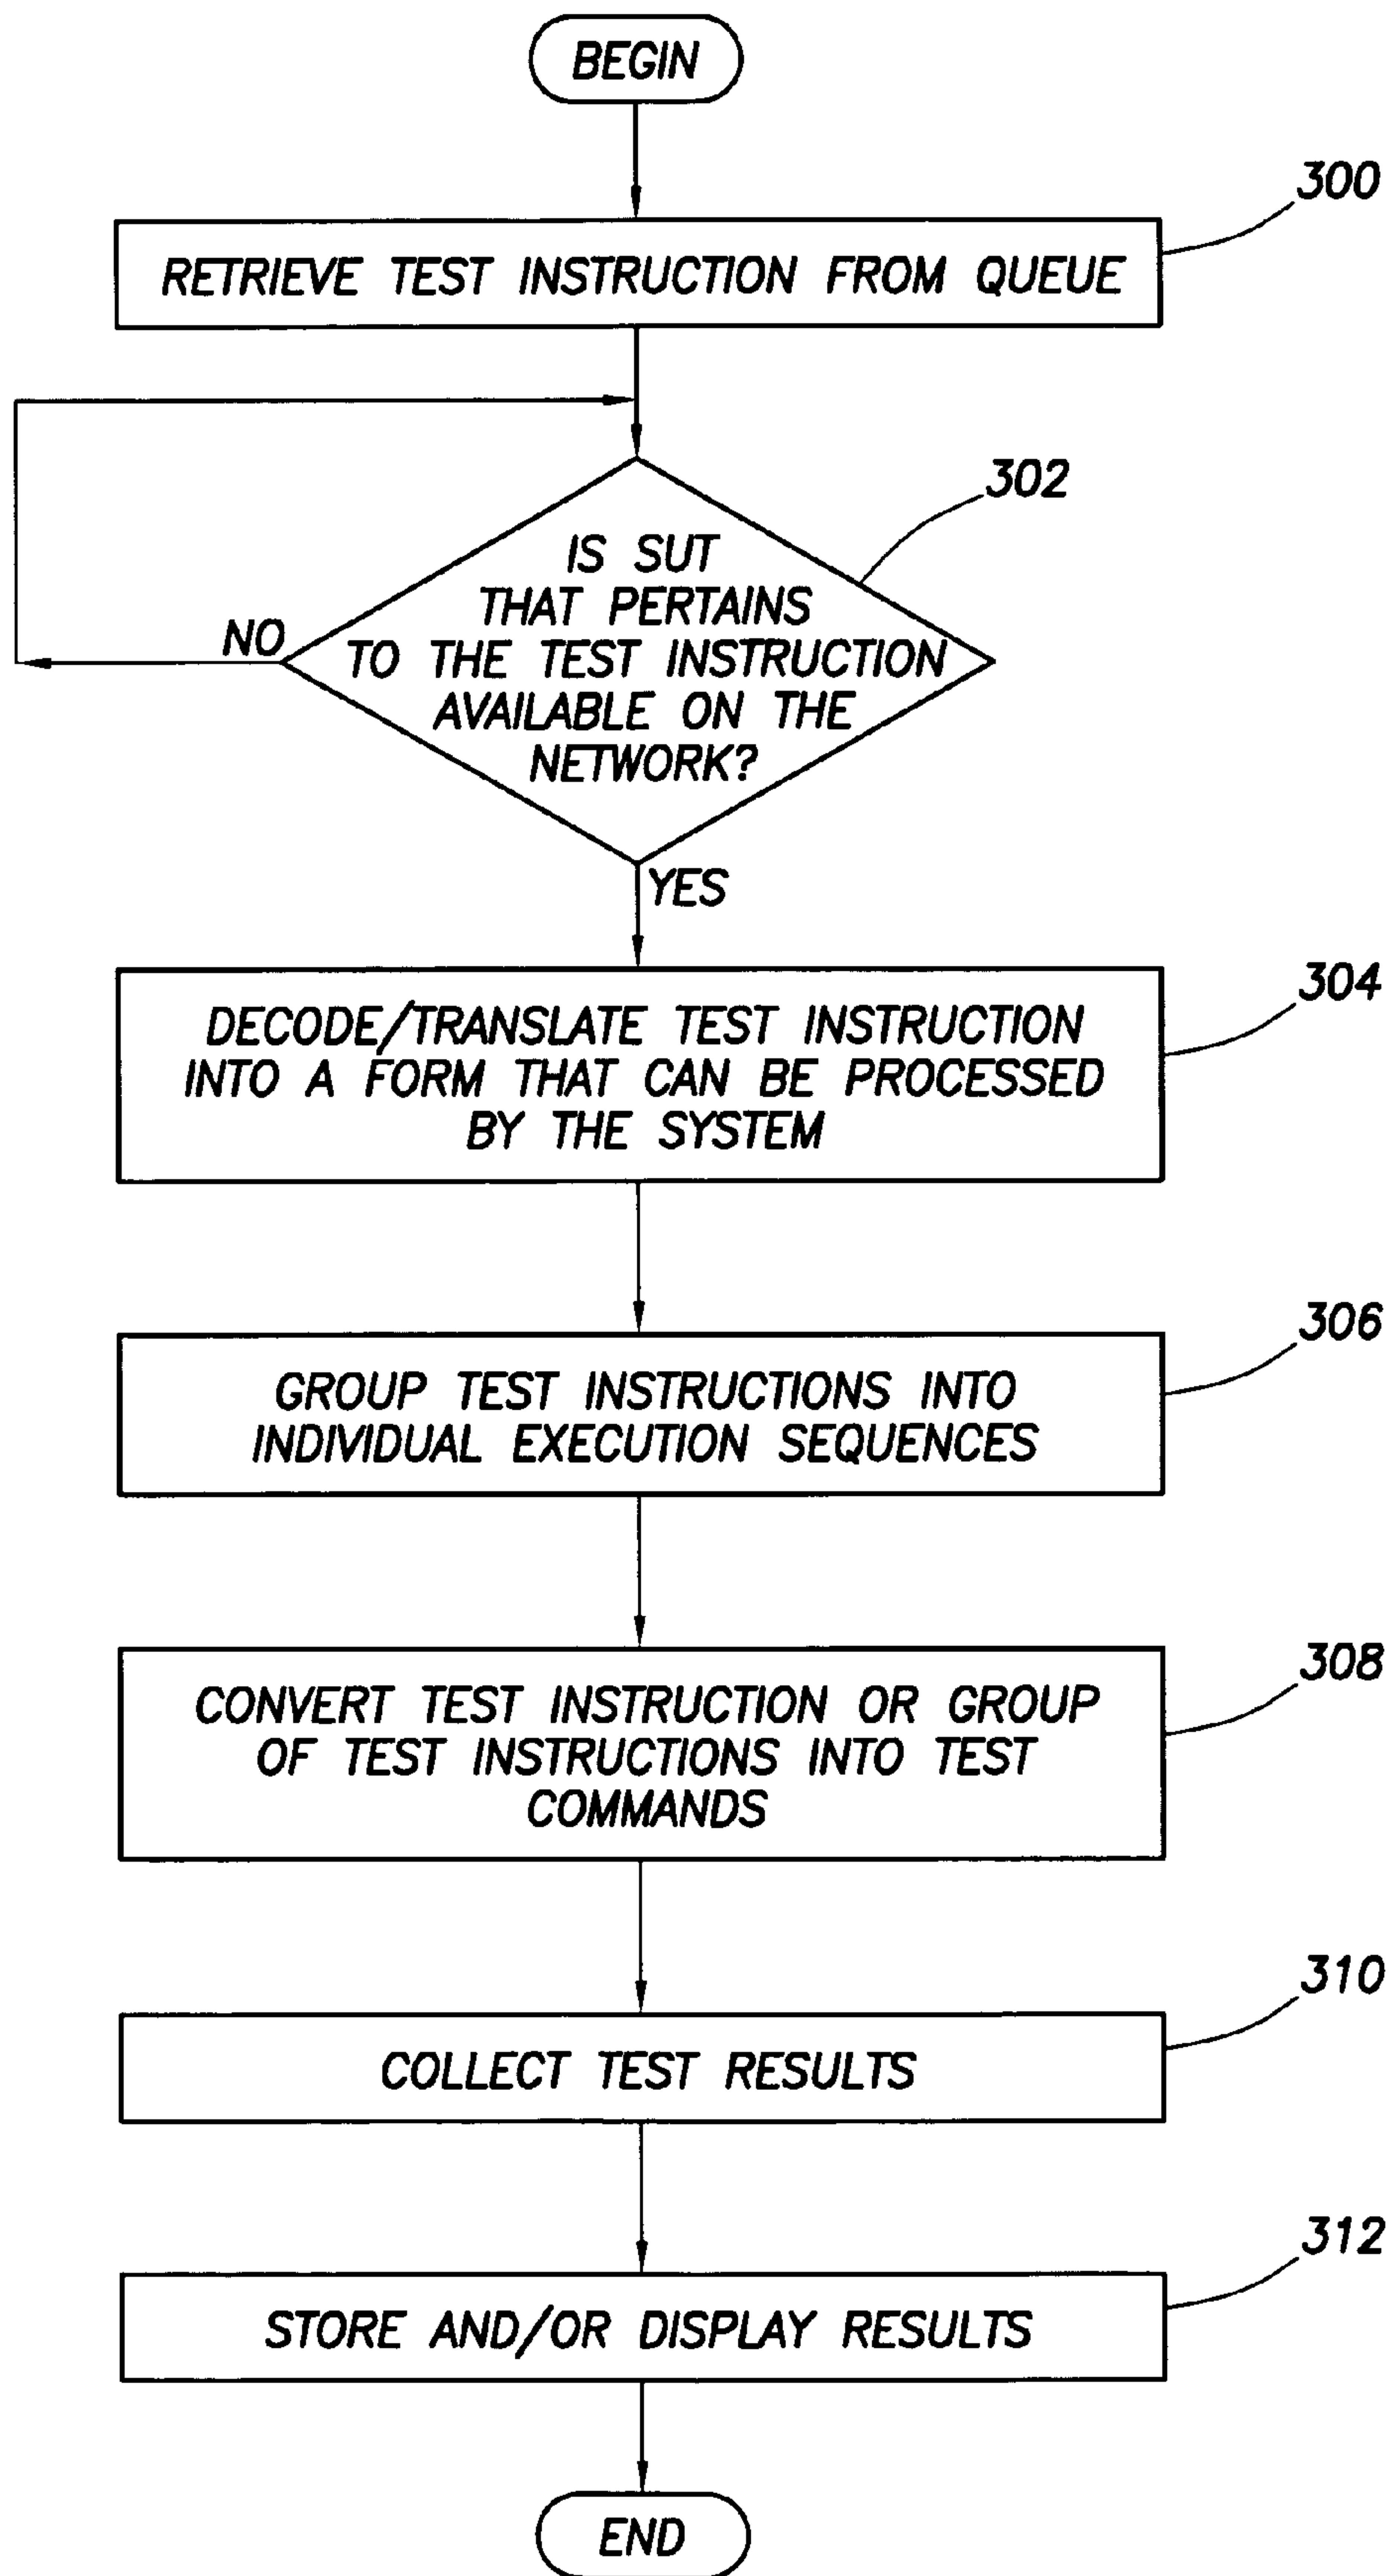 BEGIN
300
RETRIEVE TEST INSTRUCTION FROM QUEUE
302
IS SUT
THAT PERTAINS
TO THE TEST INSTRUCTION
AVAILABLE ON THE
NETWORK?
NO
YES
304
DECODE/TRANSLATE TEST INSTRUCTION
INTO A FORM THAT CAN BE PROCESSED
BY THE SYSTEM
306
GROUP TEST INSTRUCTIONS INTO
INDIVIDUAL EXECUTION SEQUENCES
308
CONVERT TEST INSTRUCTION OR GROUP
OF TEST INSTRUCTIONS INTO TEST
COMMANDS
310
COLLECT TEST RESULTS
312
STORE AND/OR DISPLAY RESULTS
END